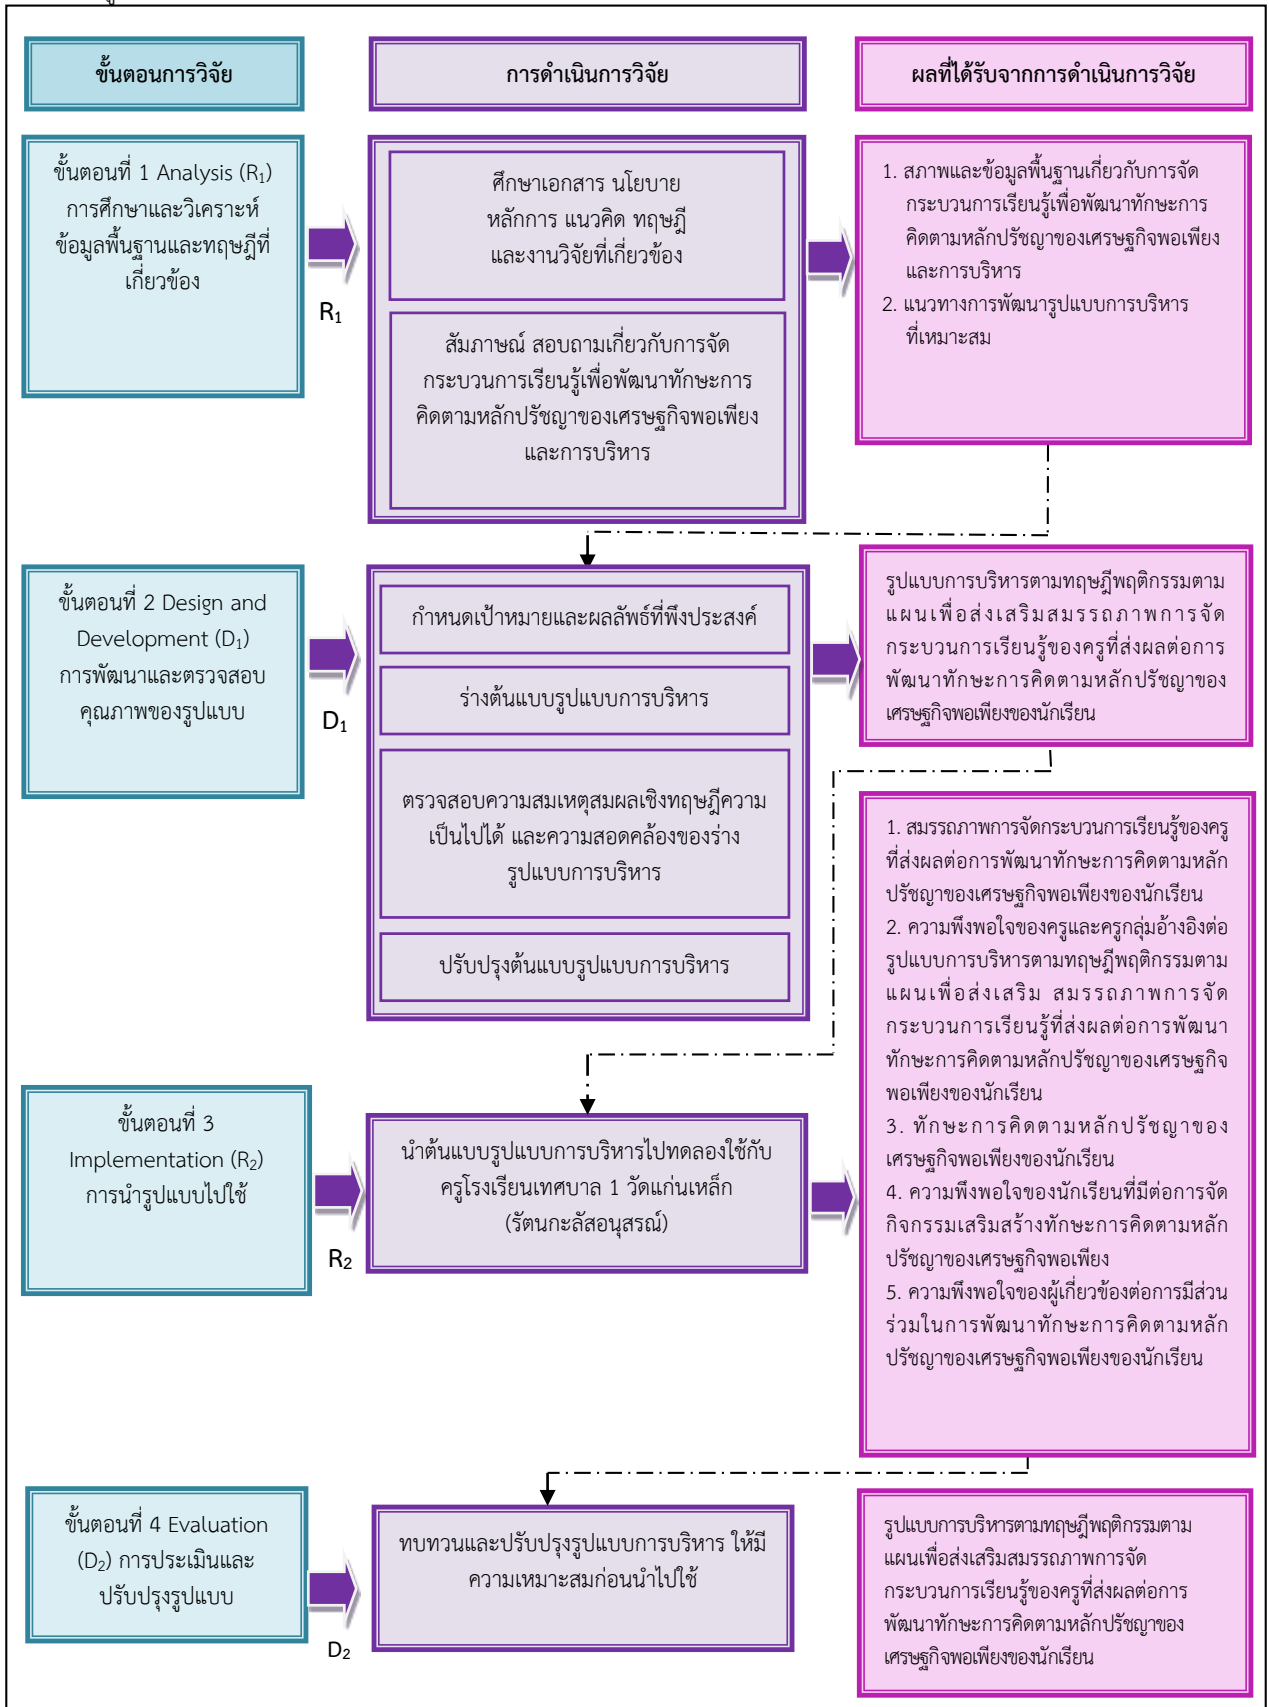 ขั้นตอนการวิจัย
การดำเนินการวิจัย
ผลที่ได้รับจากการดำเนินการวิจัย
ขั้นตอนที่ 1 Analysis (R₁)
การศึกษาและวิเคราะห์
ข้อมูลพื้นฐานและทฤษฎีที่
เกี่ยวข้อง
R₁
ศึกษาเอกสาร นโยบาย
หลักการ แนวคิด ทฤษฎี
และงานวิจัยที่เกี่ยวข้อง
สัมภาษณ์ สอบถามเกี่ยวกับการจัด
กระบวนการเรียนรู้เพื่อพัฒนาทักษะการ
คิดตามหลักปรัชญาของเศรษฐกิจพอเพียง
และการบริหาร
1. สภาพและข้อมูลพื้นฐานเกี่ยวกับการจัด
กระบวนการเรียนรู้เพื่อพัฒนาทักษะการ
คิดตามหลักปรัชญาของเศรษฐกิจพอเพียง
และการบริหาร
2. แนวทางการพัฒนารูปแบบการบริหาร
ที่เหมาะสม
ขั้นตอนที่ 2 Design and
Development (D₁)
การพัฒนาและตรวจสอบ
คุณภาพของรูปแบบ
D₁
กำหนดเป้าหมายและผลลัพธ์ที่พึงประสงค์
ร่างต้นแบบรูปแบบการบริหาร
ตรวจสอบความสมเหตุสมผลเชิงทฤษฎีความ
เป็นไปได้ และความสอดคล้องของร่าง
รูปแบบการบริหาร
ปรับปรุงต้นแบบรูปแบบการบริหาร
รูปแบบการบริหารตามทฤษฎีพฤติกรรมตาม
แผนเพื่อส่งเสริมสมรรถภาพการจัด
กระบวนการเรียนรู้ของครูที่ส่งผลต่อการ
พัฒนาทักษะการคิดตามหลักปรัชญาของ
เศรษฐกิจพอเพียงของนักเรียน
ขั้นตอนที่ 3
Implementation (R₂)
การนำรูปแบบไปใช้
R₂
นำต้นแบบรูปแบบการบริหารไปทดลองใช้กับ
ครูโรงเรียนเทศบาล 1 วัดแก่นเหล็ก
(รัตนกะลัสอนุสรณ์)
1. สมรรถภาพการจัดกระบวนการเรียนรู้ของครู
ที่ส่งผลต่อการพัฒนาทักษะการคิดตามหลัก
ปรัชญาของเศรษฐกิจพอเพียงของนักเรียน
2. ความพึงพอใจของครูและครูกลุ่มอ้างอิงต่อ
รูปแบบการบริหารตามทฤษฎีพฤติกรรมตาม
แผนเพื่อส่งเสริม สมรรถภาพการจัด
กระบวนการเรียนรู้ที่ส่งผลต่อการพัฒนา
ทักษะการคิดตามหลักปรัชญาของเศรษฐกิจ
พอเพียงของนักเรียน
3. ทักษะการคิดตามหลักปรัชญาของ
เศรษฐกิจพอเพียงของนักเรียน
4. ความพึงพอใจของนักเรียนที่มีต่อการจัด
กิจกรรมเสริมสร้างทักษะการคิดตามหลัก
ปรัชญาของเศรษฐกิจพอเพียง
5. ความพึงพอใจของผู้เกี่ยวข้องต่อการมีส่วน
ร่วมในการพัฒนาทักษะการคิดตามหลัก
ปรัชญาของเศรษฐกิจพอเพียงของนักเรียน
ขั้นตอนที่ 4 Evaluation
(D₂) การประเมินและ
ปรับปรุงรูปแบบ
D₂
ทบทวนและปรับปรุงรูปแบบการบริหาร ให้มี
ความเหมาะสมก่อนนำไปใช้
รูปแบบการบริหารตามทฤษฎีพฤติกรรมตาม
แผนเพื่อส่งเสริมสมรรถภาพการจัด
กระบวนการเรียนรู้ของครูที่ส่งผลต่อการ
พัฒนาทักษะการคิดตามหลักปรัชญาของ
เศรษฐกิจพอเพียงของนักเรียน